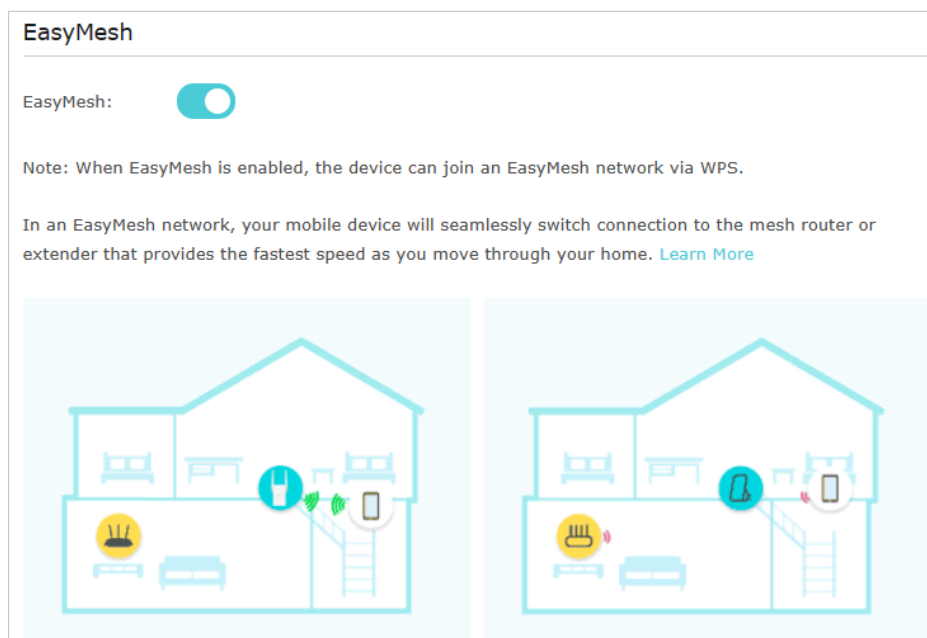 EasyMesh
EasyMesh:
Note: When EasyMesh is enabled, the device can join an EasyMesh network via WPS.
In an EasyMesh network, your mobile device will seamlessly switch connection to the mesh router or
extender that provides the fastest speed as you move through your home. Learn More